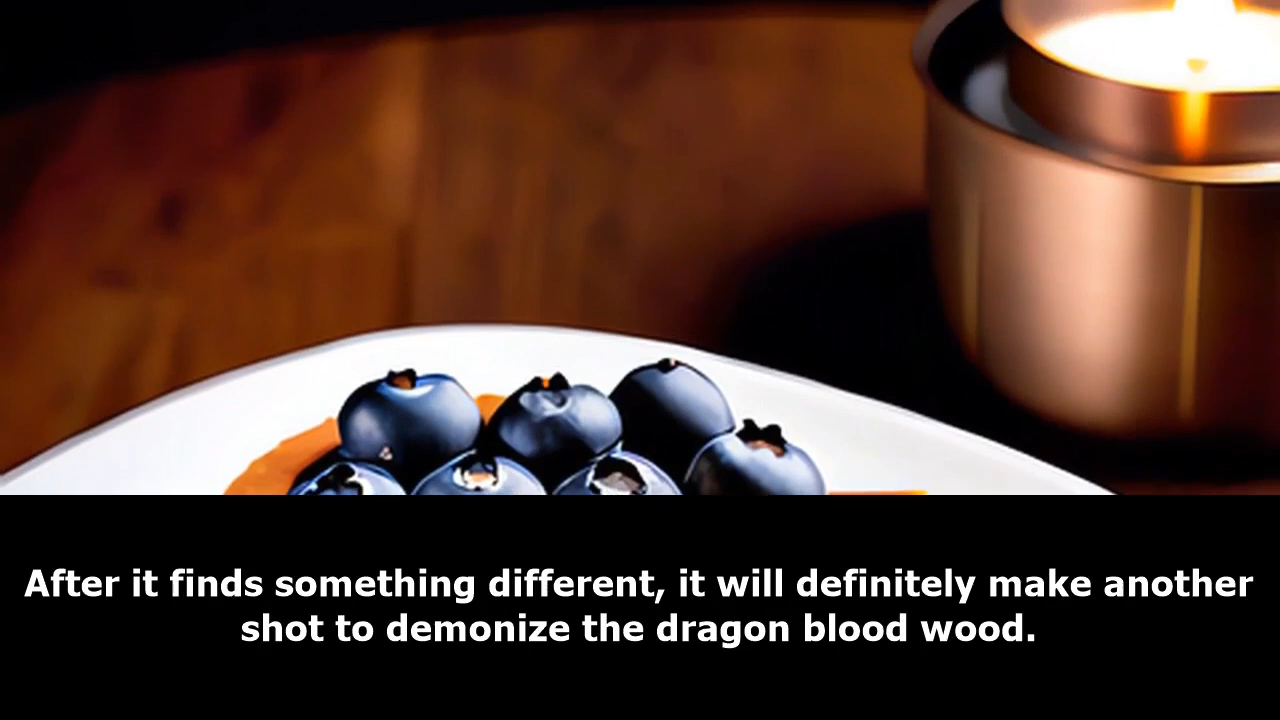 After it finds something different, it will definitely make another
shot to demonize the dragon blood wood.